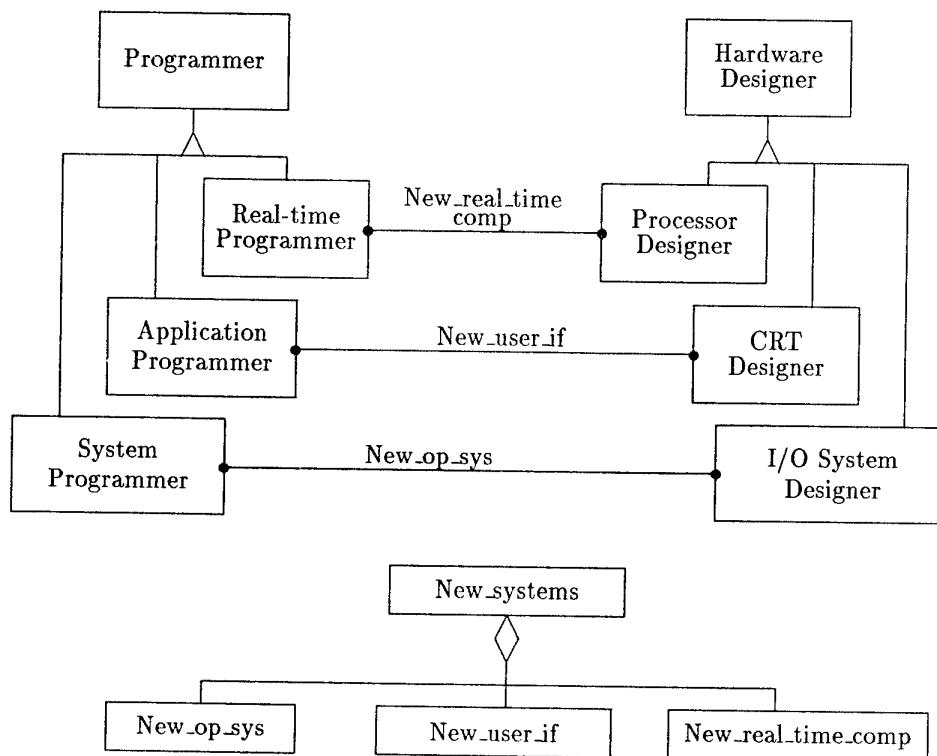 Programmer
Hardware
Designer
Real-time
Programmer
New_real_time
comp
Processor
Designer
Application
Programmer
New_user_if
CRT
Designer
System
Programmer
New_op_sys
I/O System
Designer
New_systems
New_op_sys
New_user_if
New_real_time_comp